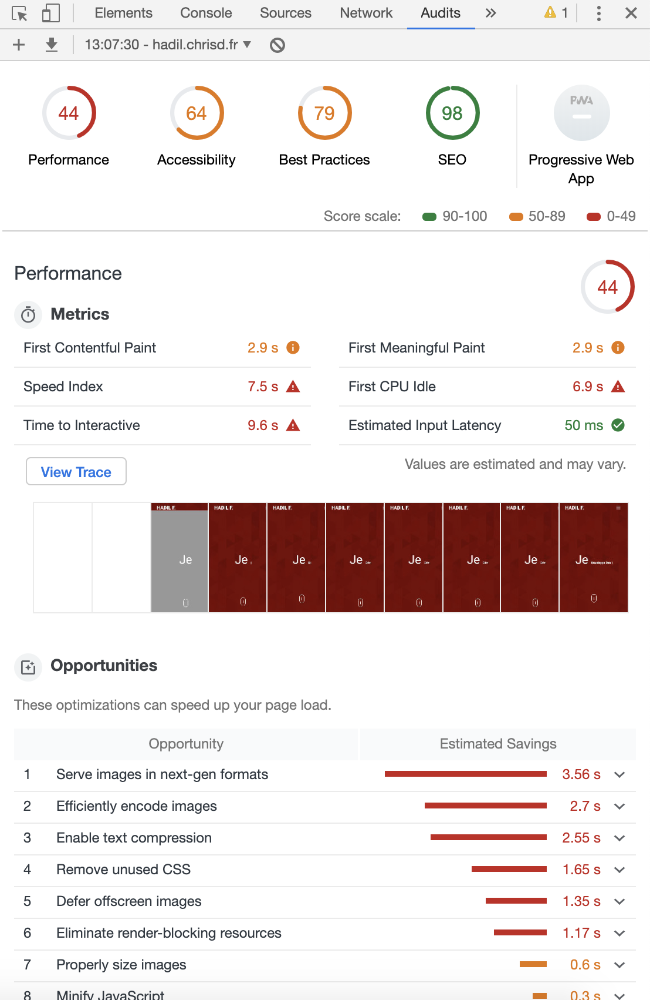 Elements Console Sources Network Audits » 1
13:07:30 - hadil.chrisd.fr
44 64 79 98 PWA
Performance Accessibility Best Practices SEO Progressive Web App
Score scale: 90-100 50-89 0-49
Performance 44
Metrics
First Contentful Paint 2.9 s First Meaningful Paint 2.9 s
Speed Index 7.5 s First CPU Idle 6.9 s
Time to Interactive 9.6 s Estimated Input Latency 50 ms
View Trace Values are estimated and may vary.
HADIL F. HADIL F. HADIL F. HADIL F. HADIL F. HADIL F. HADIL F. HADIL F.
Je Je Je Je Je Je Je Je
Opportunities
These optimizations can speed up your page load.
Opportunity Estimated Savings
1 Serve images in next-gen formats 3.56 s
2 Efficiently encode images 2.7 s
3 Enable text compression 2.55 s
4 Remove unused CSS 1.65 s
5 Defer offscreen images 1.35 s
6 Eliminate render-blocking resources 1.17 s
7 Properly size images 0.6 s
8 Minify JavaScript 0.3 s